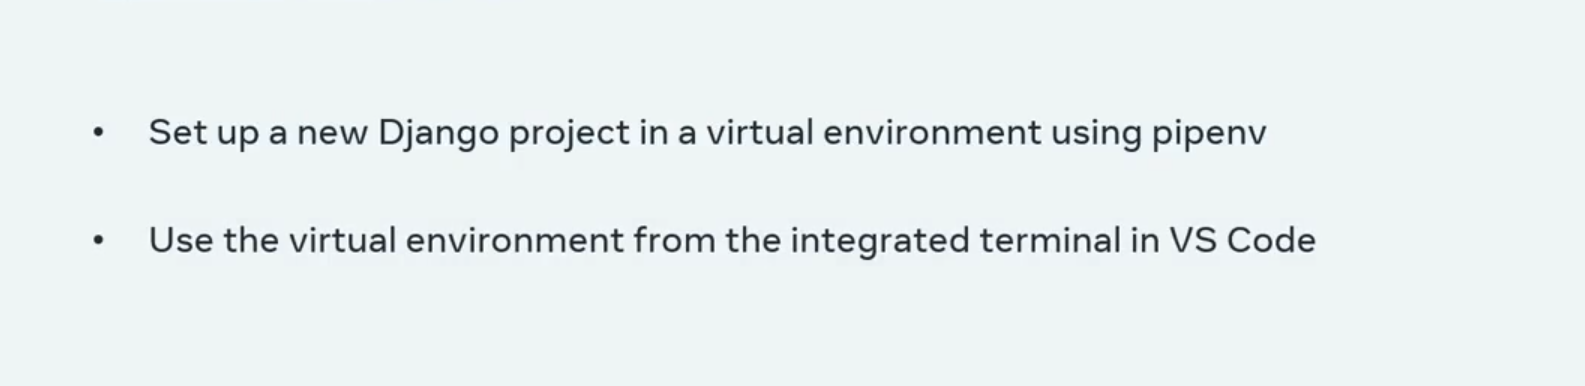 • Set up a new Django project in a virtual environment using pipenv
• Use the virtual environment from the integrated terminal in VS Code